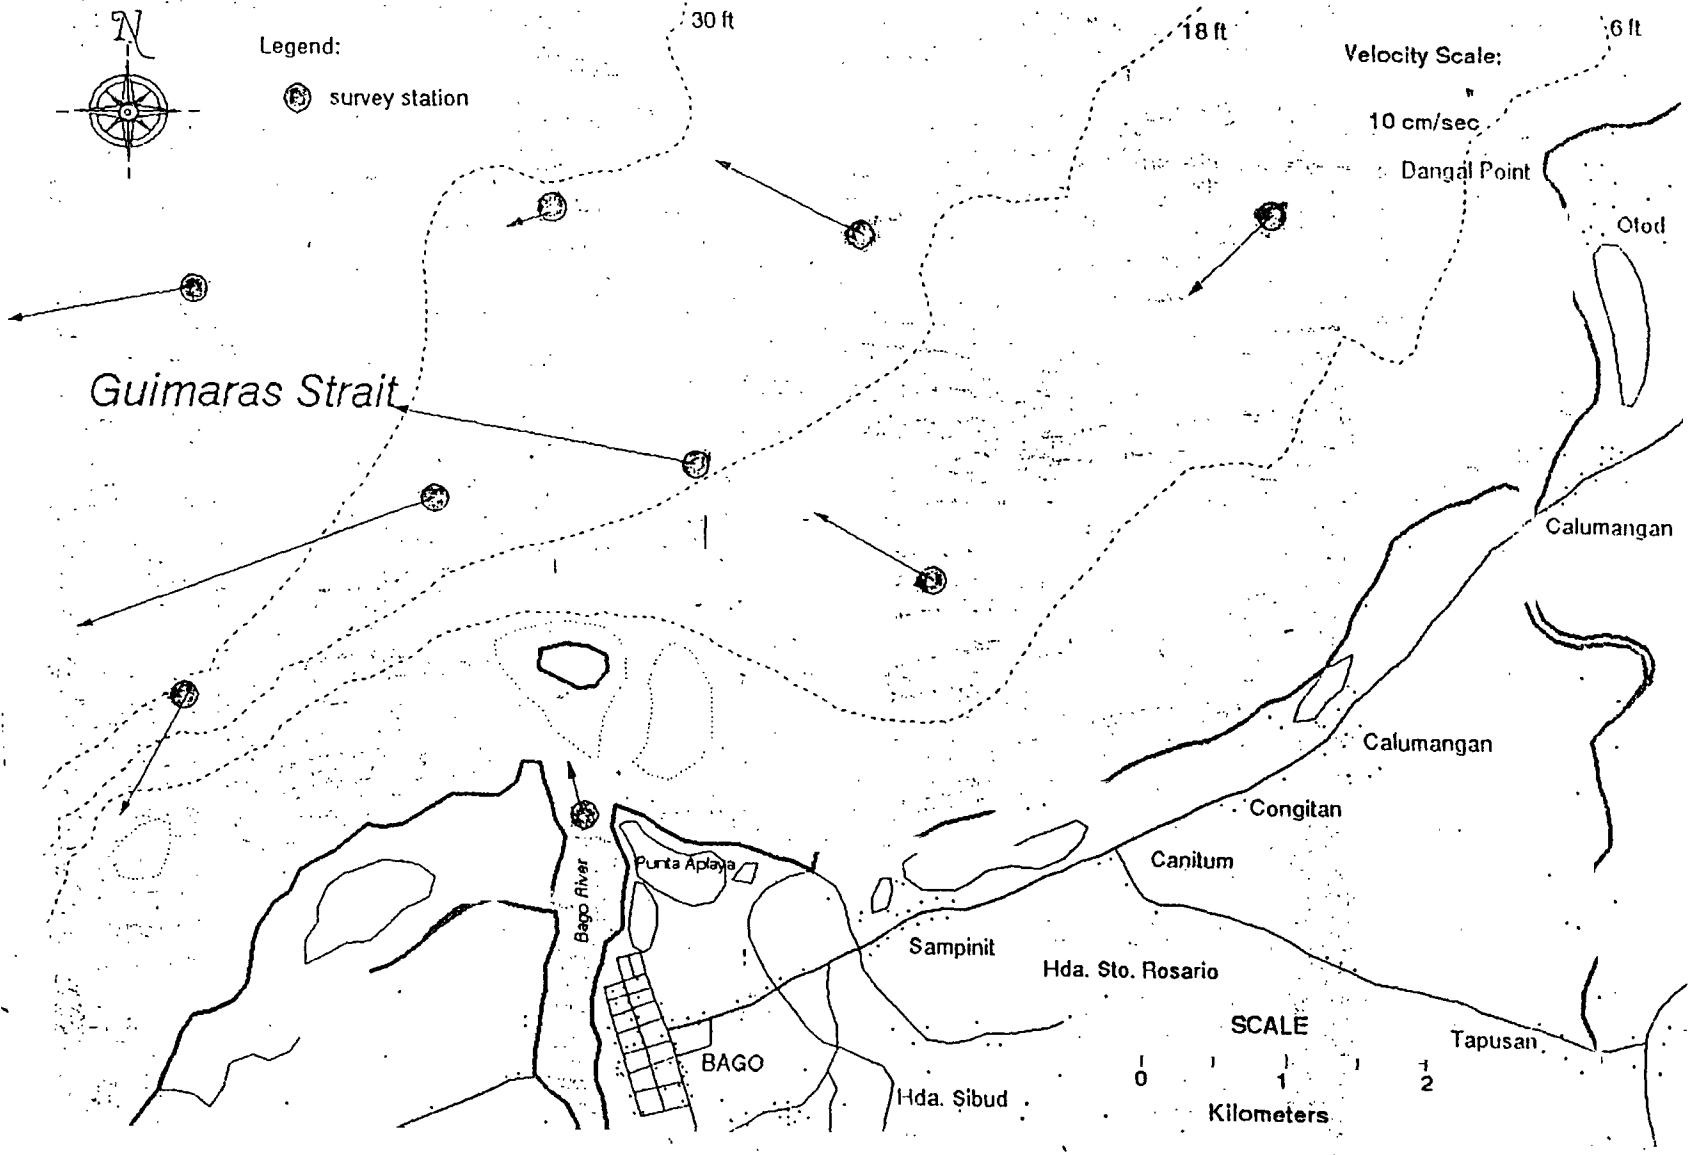 N
Legend:
survey station
30 ft
18 ft
6 ft
Velocity Scale:
10 cm/sec
Dangal Point
Otod
Guimaras Strait
Calumangan
Calumangan
Congitan
Canitum
Punta Aplaya
Bago River
Sampinit
Hda. Sto. Rosario
SCALE
Tapusan
BAGO
0 1 2
Hda. Sibud
Kilometers